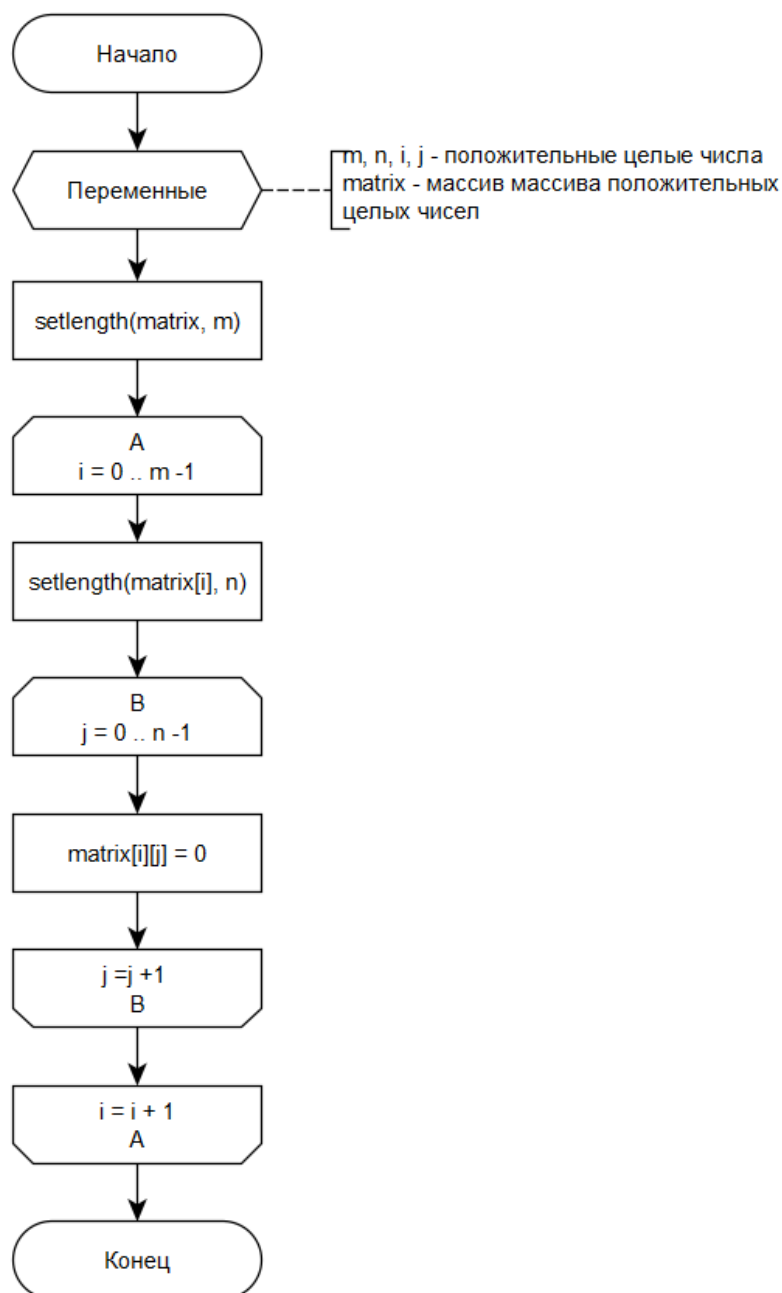 Начало
Переменные
m, n, i, j - положительные целые числа
matrix - массив массива положительных
целых чисел
setlength(matrix, m)
A
i = 0 .. m -1
setlength(matrix[i], n)
B
j = 0 .. n -1
matrix[i][j] = 0
j =j +1
B
i = i + 1
A
Конец